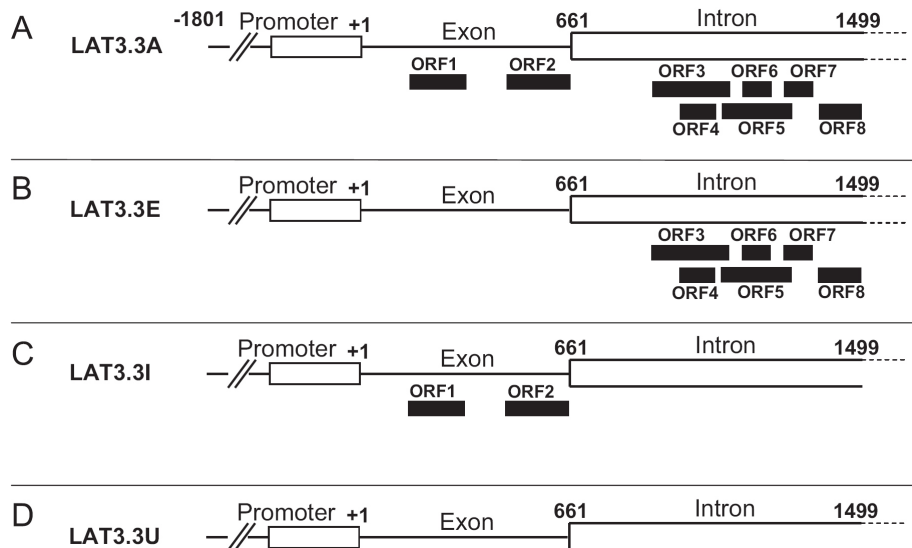 A
-1801
Promoter +1
Exon
661
Intron
1499
LAT3.3A
ORF1
ORF2
ORF3
ORF6
ORF7
ORF4
ORF5
ORF8
B
Promoter +1
Exon
661
Intron
1499
LAT3.3E
ORF3
ORF6
ORF7
ORF4
ORF5
ORF8
C
Promoter +1
Exon
661
Intron
1499
LAT3.3I
ORF1
ORF2
D
Promoter +1
Exon
661
Intron
1499
LAT3.3U